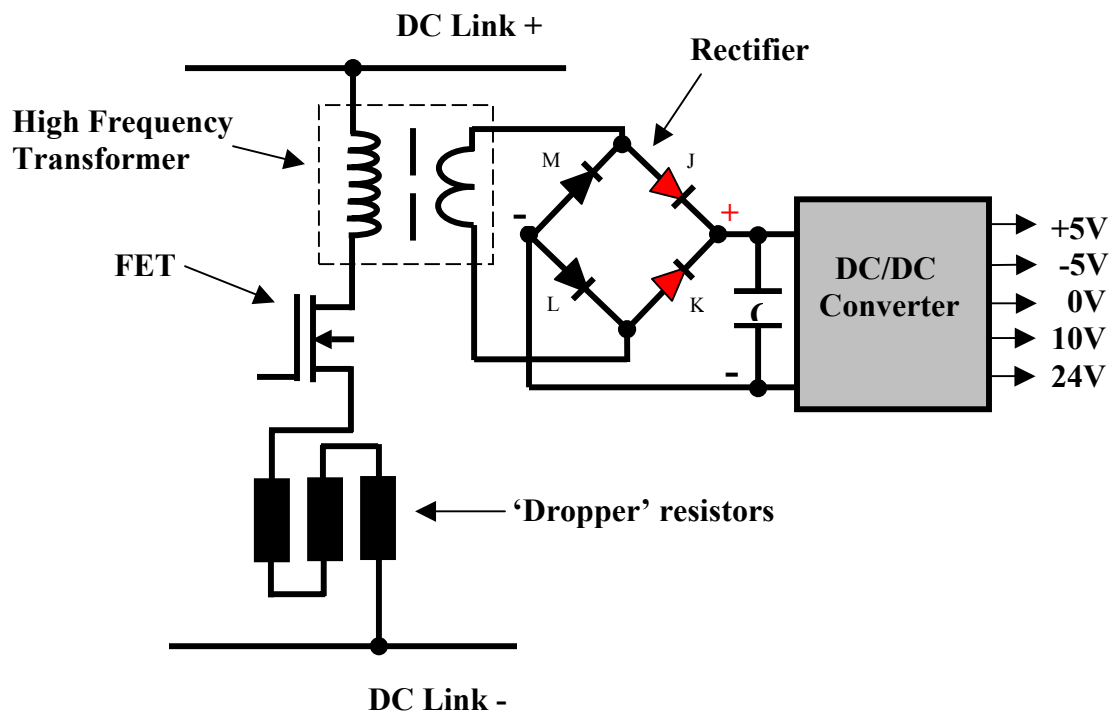 DC Link +
Rectifier
High Frequency
Transformer
M
J
-
+
FET
L
K
-
DC/DC
Converter
+5V
-5V
0V
10V
24V
‘Dropper’ resistors
DC Link -